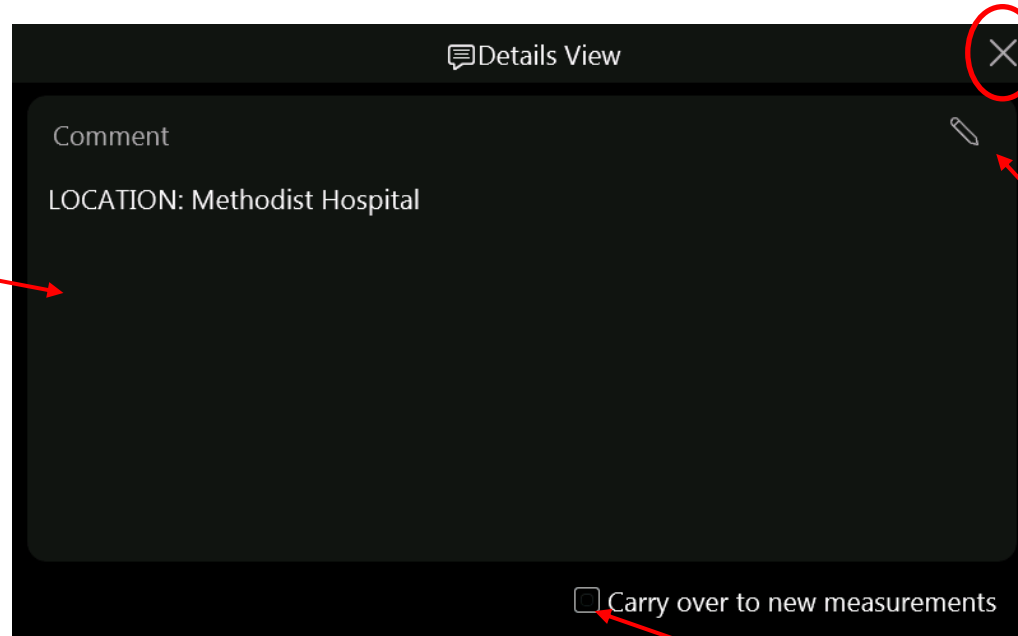 Details View
Comment
LOCATION: Methodist Hospital
Carry over to new measurements